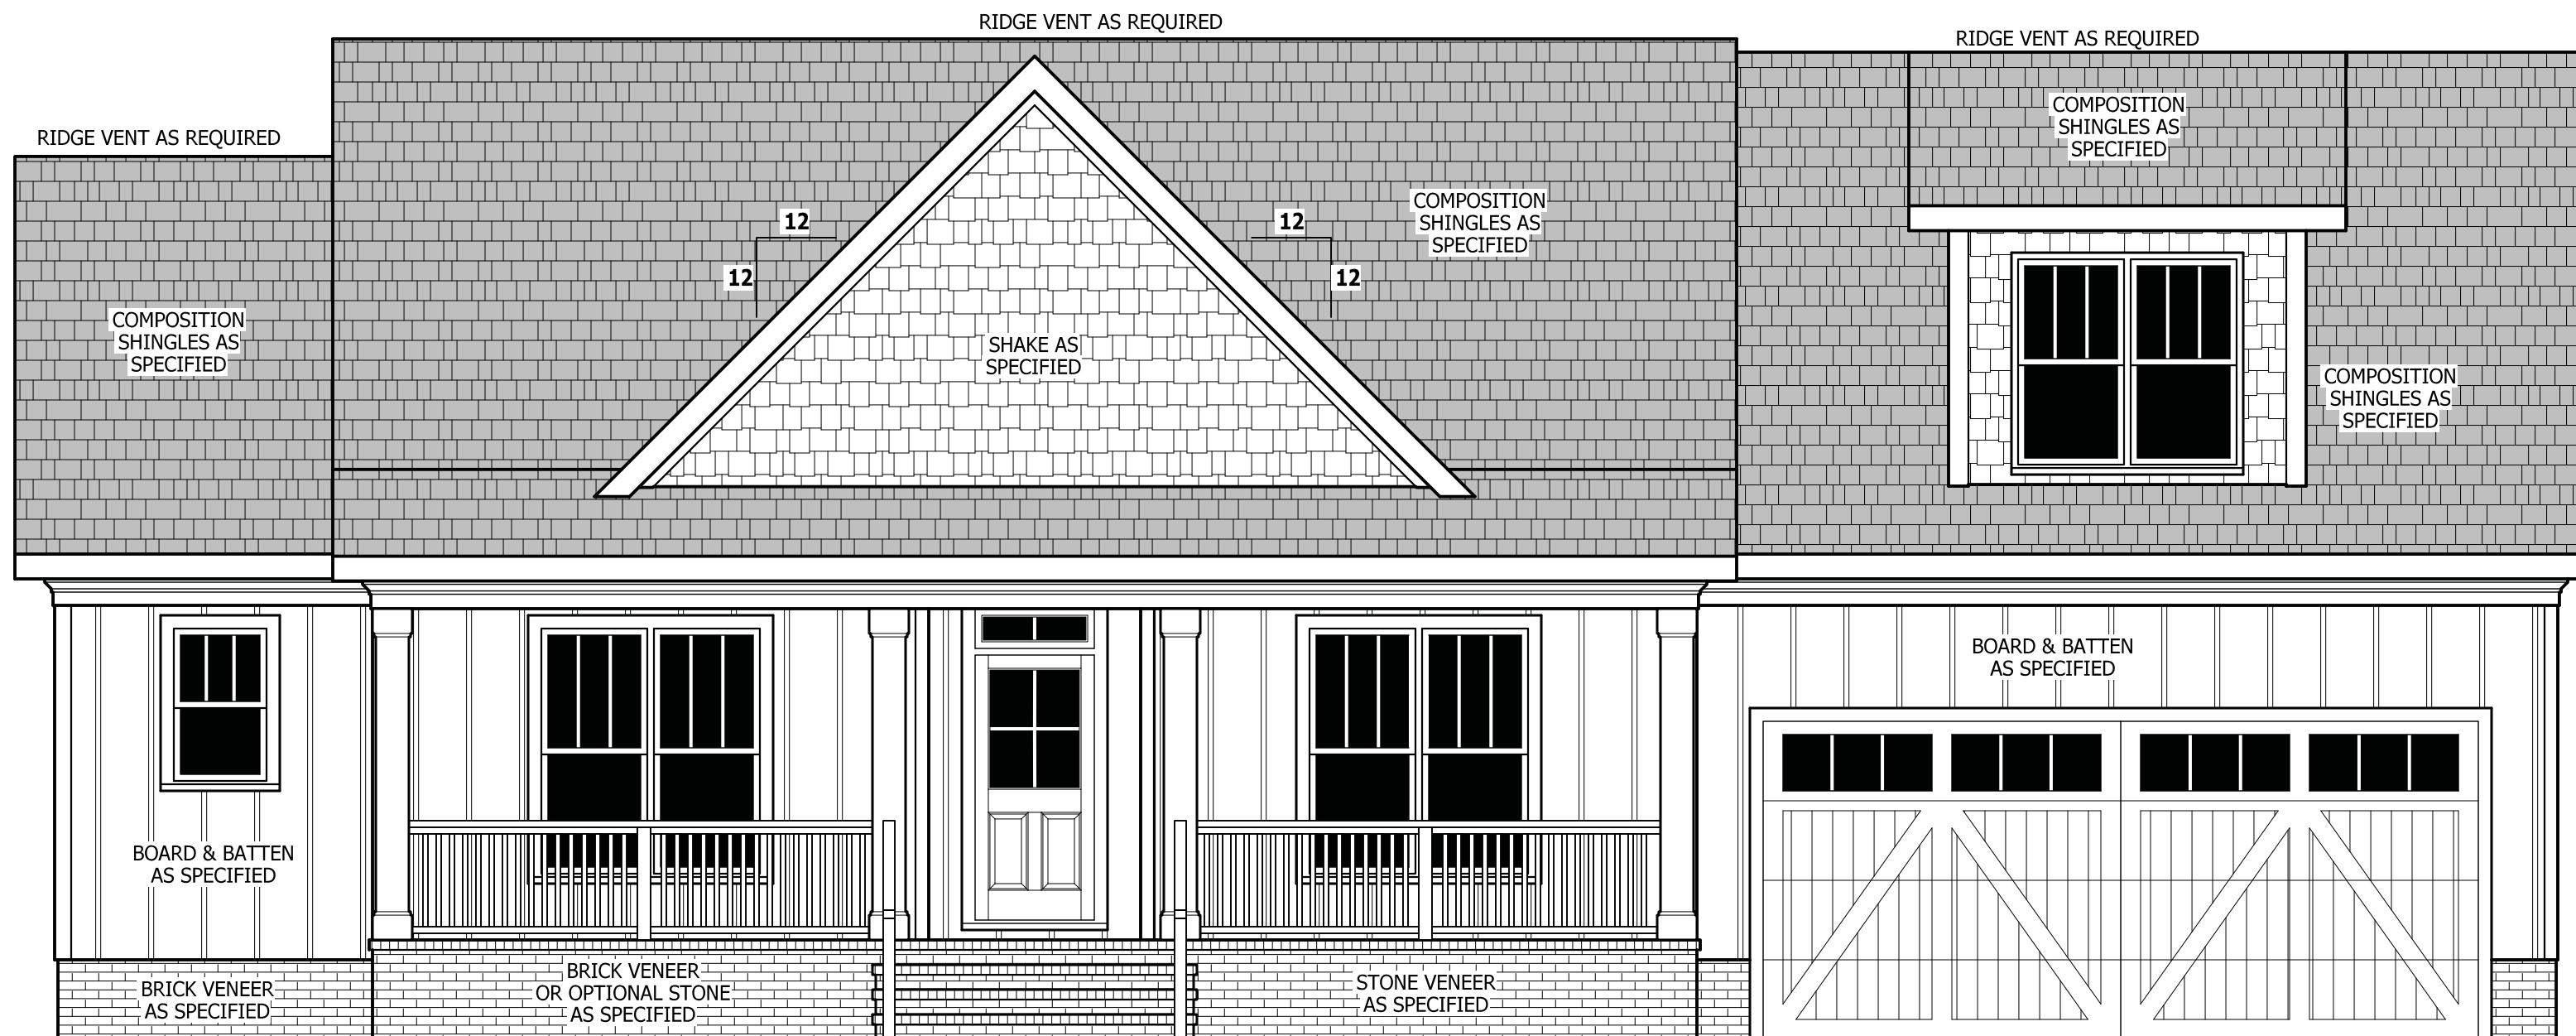 RIDGE VENT AS REQUIRED
RIDGE VENT AS REQUIRED
RIDGE VENT AS REQUIRED
COMPOSITION
SHINGLES AS
SPECIFIED
COMPOSITION
SHINGLES AS
SPECIFIED
12
12
12
12
COMPOSITION
SHINGLES AS
SPECIFIED
SHAKE AS
SPECIFIED
COMPOSITION
SHINGLES AS
SPECIFIED
BOARD & BATTEN
AS SPECIFIED
BOARD & BATTEN
AS SPECIFIED
BRICK VENEER
AS SPECIFIED
BRICK VENEER
OR OPTIONAL STONE
AS SPECIFIED
STONE VENEER
AS SPECIFIED